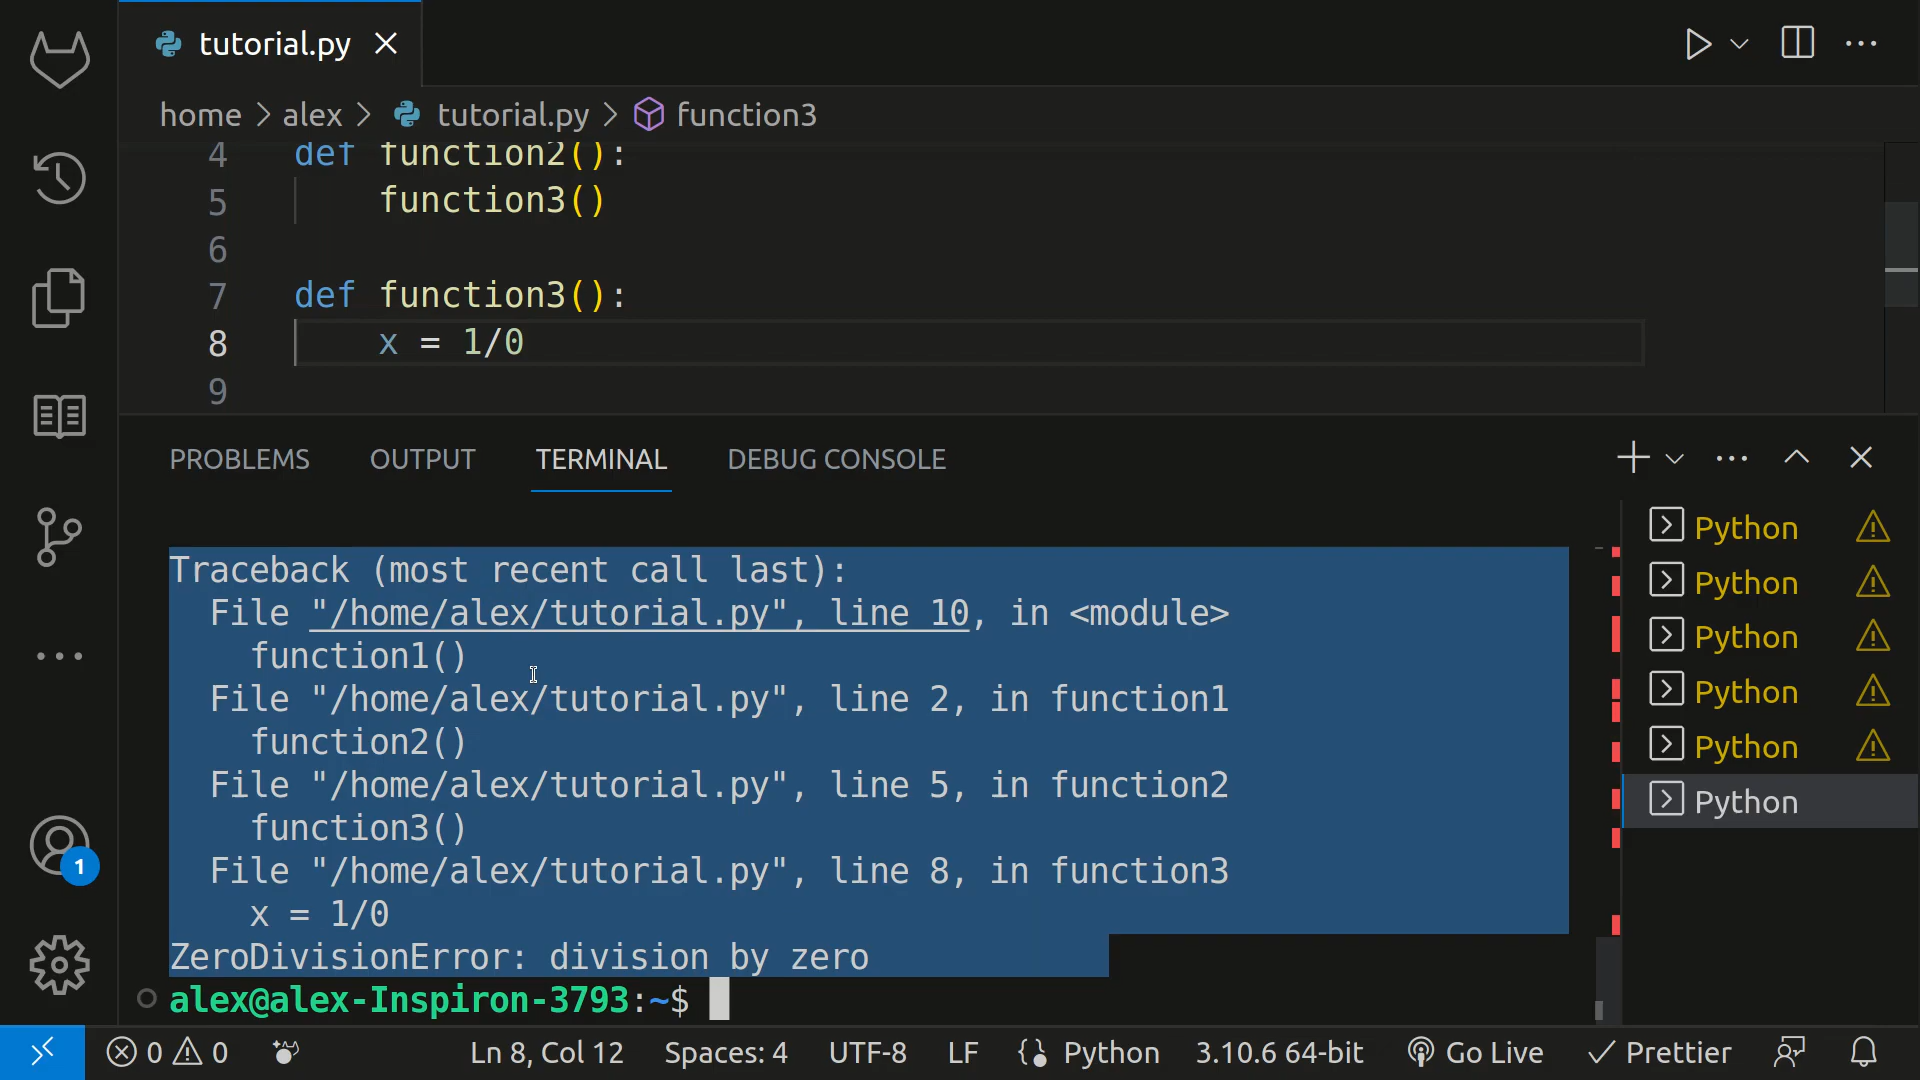 tutorial.py
home > alex > tutorial.py > function3
4 def function2():
5 function3()
6
7 def function3():
8 x = 1/0
9
PROBLEMS OUTPUT TERMINAL DEBUG CONSOLE
Traceback (most recent call last):
File "/home/alex/tutorial.py", line 10, in <module>
function1()
File "/home/alex/tutorial.py", line 2, in function1
function2()
File "/home/alex/tutorial.py", line 5, in function2
function3()
File "/home/alex/tutorial.py", line 8, in function3
x = 1/0
ZeroDivisionError: division by zero
alex@alex-Inspiron-3793:~$
Python
Python
Python
Python
Python
Python
1
0 0 Ln 8, Col 12 Spaces: 4 UTF-8 LF Python 3.10.6 64-bit Go Live Prettier